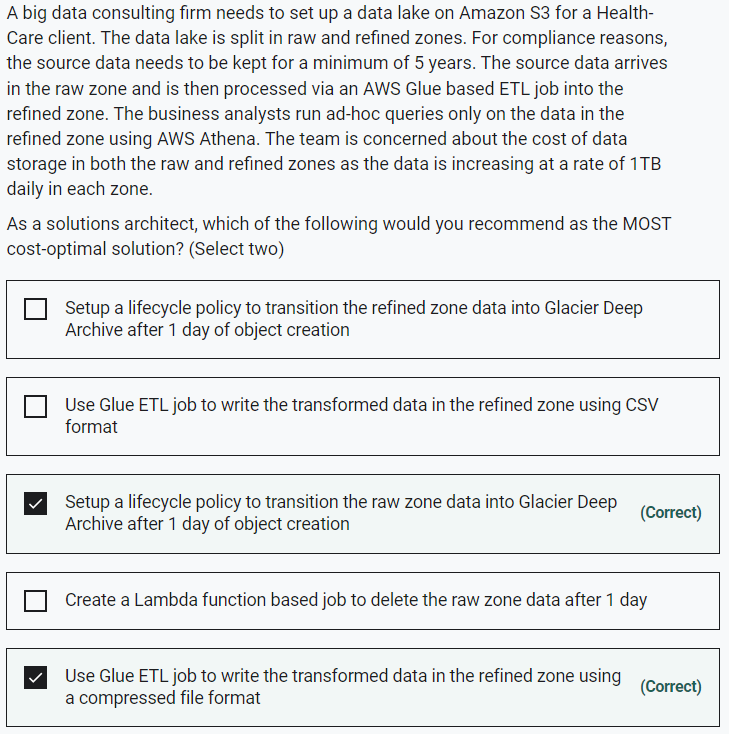 A big data consulting firm needs to set up a data lake on Amazon S3 for a Health-
Care client. The data lake is split in raw and refined zones. For compliance reasons,
the source data needs to be kept for a minimum of 5 years. The source data arrives
in the raw zone and is then processed via an AWS Glue based ETL job into the
refined zone. The business analysts run ad-hoc queries only on the data in the
refined zone using AWS Athena. The team is concerned about the cost of data
storage in both the raw and refined zones as the data is increasing at a rate of 1TB
daily in each zone.
As a solutions architect, which of the following would you recommend as the MOST
cost-optimal solution? (Select two)
Setup a lifecycle policy to transition the refined zone data into Glacier Deep
Archive after 1 day of object creation
Use Glue ETL job to write the transformed data in the refined zone using CSV
format
Setup a lifecycle policy to transition the raw zone data into Glacier Deep
Archive after 1 day of object creation
(Correct)
Create a Lambda function based job to delete the raw zone data after 1 day
Use Glue ETL job to write the transformed data in the refined zone using
a compressed file format
(Correct)